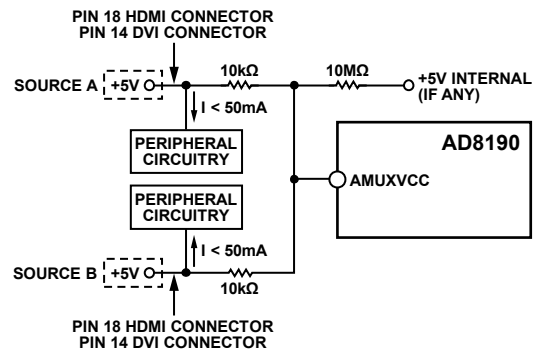 PIN 18 HDMI CONNECTOR
PIN 14 DVI CONNECTOR
SOURCE A
+5V
10kΩ
10MΩ
+5V INTERNAL
(IF ANY)
I < 50mA
PERIPHERAL
CIRCUITRY
AD8190
AMUXVCC
PERIPHERAL
CIRCUITRY
I < 50mA
SOURCE B
+5V
10kΩ
PIN 18 HDMI CONNECTOR
PIN 14 DVI CONNECTOR